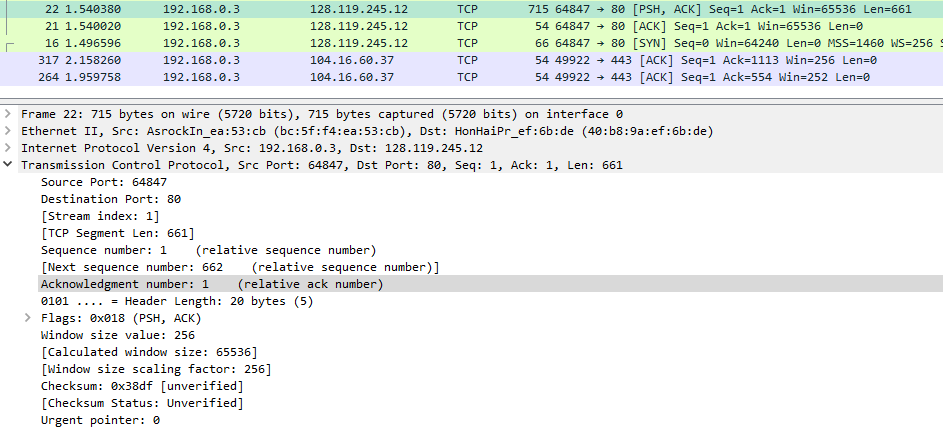 22 1.540380 192.168.0.3 128.119.245.12 TCP 715 64847 → 80 [PSH, ACK] Seq=1 Ack=1 Win=65536 Len=661
21 1.540020 192.168.0.3 128.119.245.12 TCP 54 64847 → 80 [ACK] Seq=1 Ack=1 Win=65536 Len=0
16 1.496596 192.168.0.3 128.119.245.12 TCP 66 64847 → 80 [SYN] Seq=0 Win=64240 Len=0 MSS=1460 WS=256 S
317 2.158260 192.168.0.3 104.16.60.37 TCP 54 49922 → 443 [ACK] Seq=1 Ack=1113 Win=256 Len=0
264 1.959758 192.168.0.3 104.16.60.37 TCP 54 49922 → 443 [ACK] Seq=1 Ack=554 Win=252 Len=0
Frame 22: 715 bytes on wire (5720 bits), 715 bytes captured (5720 bits) on interface 0
Ethernet II, Src: AsrockIn_ea:53:cb (bc:5f:f4:ea:53:cb), Dst: HonHaiPr_ef:6b:de (40:b8:9a:ef:6b:de)
Internet Protocol Version 4, Src: 192.168.0.3, Dst: 128.119.245.12
Transmission Control Protocol, Src Port: 64847, Dst Port: 80, Seq: 1, Ack: 1, Len: 661
Source Port: 64847
Destination Port: 80
[Stream index: 1]
[TCP Segment Len: 661]
Sequence number: 1 (relative sequence number)
[Next sequence number: 662 (relative sequence number)]
Acknowledgment number: 1 (relative ack number)
0101 .... = Header Length: 20 bytes (5)
Flags: 0x018 (PSH, ACK)
Window size value: 256
[Calculated window size: 65536]
[Window size scaling factor: 256]
Checksum: 0x38df [unverified]
[Checksum Status: Unverified]
Urgent pointer: 0